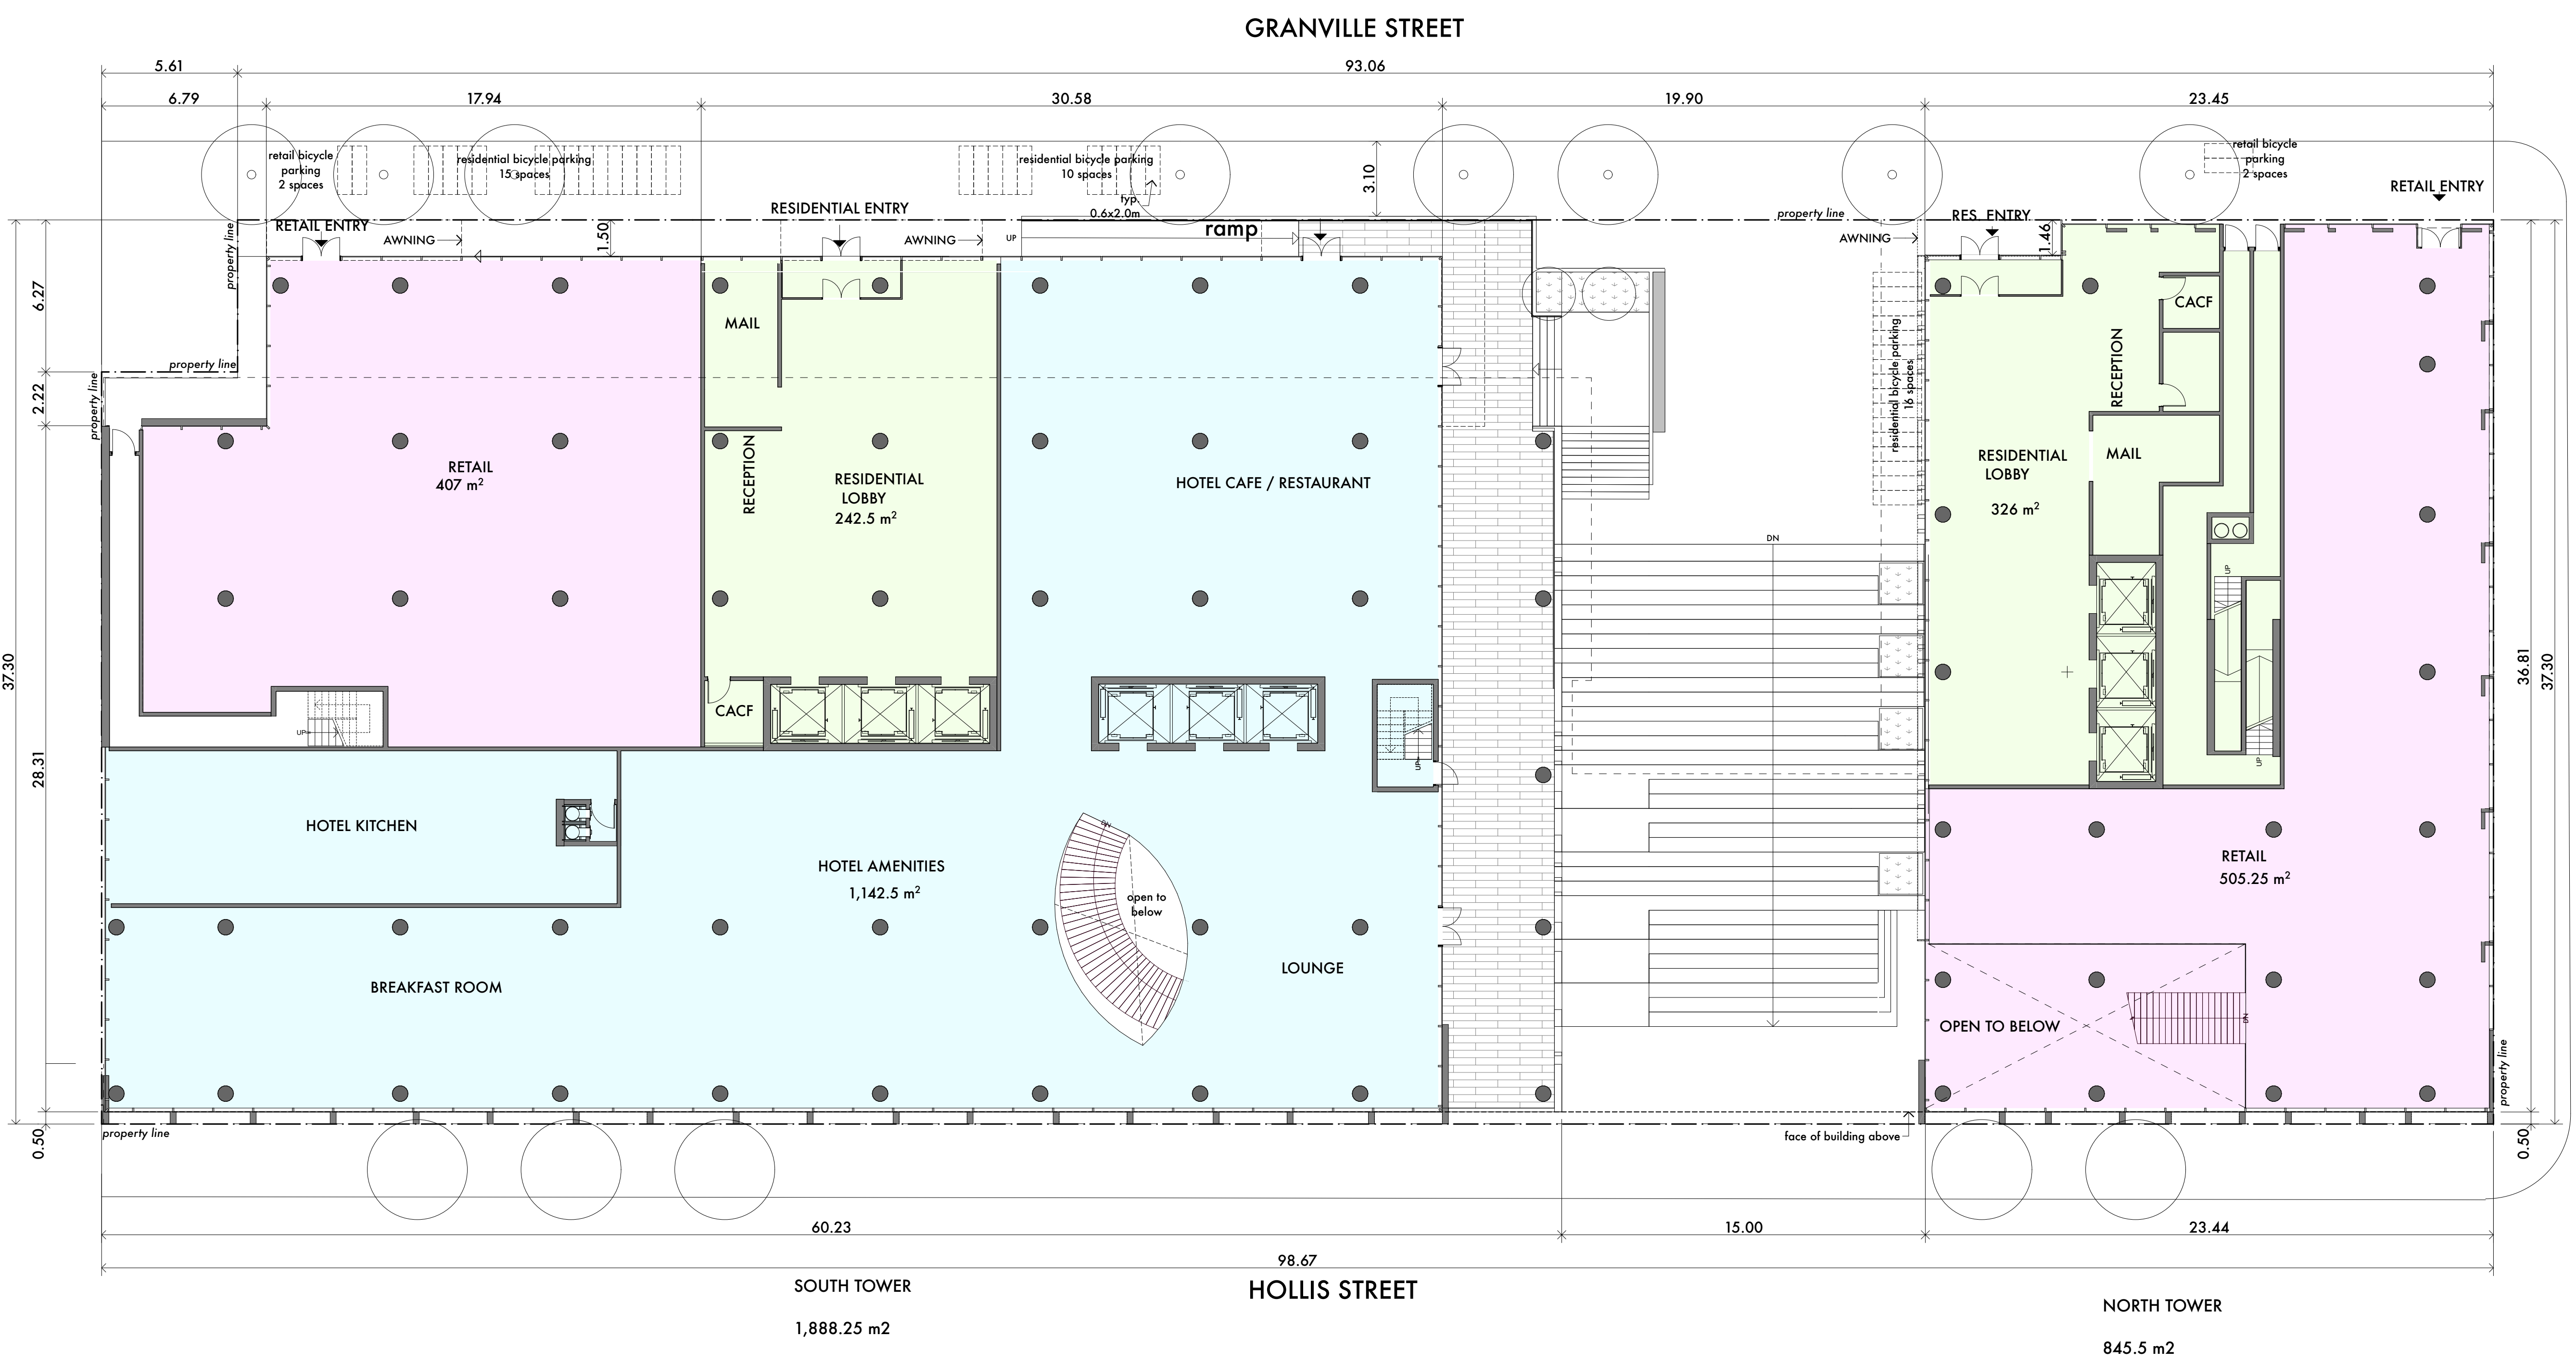 GRANVILLE STREET
5.61
93.06
6.79
17.94
30.58
19.90
23.45
retail bicycle
parking
2 spaces
residential bicycle parking
15 spaces
residential bicycle parking
10 spaces
typ.
0.6x2.0m
3.10
retail bicycle
parking
2 spaces
RETAIL ENTRY
RETAIL ENTRY
AWNING
1.50
RESIDENTIAL ENTRY
AWNING
UP
ramp
property line
AWNING
RES. ENTRY
1.46
property line
property line
property line
6.27
2.22
28.31
37.30
0.50
MAIL
RECEPTION
RESIDENTIAL
LOBBY
242.5 m²
RETAIL
407 m²
HOTEL CAFE / RESTAURANT
residential bicycle parking
16 spaces
CACF
RECEPTION
MAIL
RESIDENTIAL
LOBBY
326 m²
DN
UP
UP
UP
CACF
UP
36.81
37.30
HOTEL KITCHEN
HOTEL AMENITIES
1,142.5 m²
DN
open to
below
LOUNGE
BREAKFAST ROOM
RETAIL
505.25 m²
OPEN TO BELOW
DN
property line
property line
face of building above
0.50
60.23
15.00
23.44
98.67
SOUTH TOWER
1,888.25 m2
HOLLIS STREET
NORTH TOWER
845.5 m2